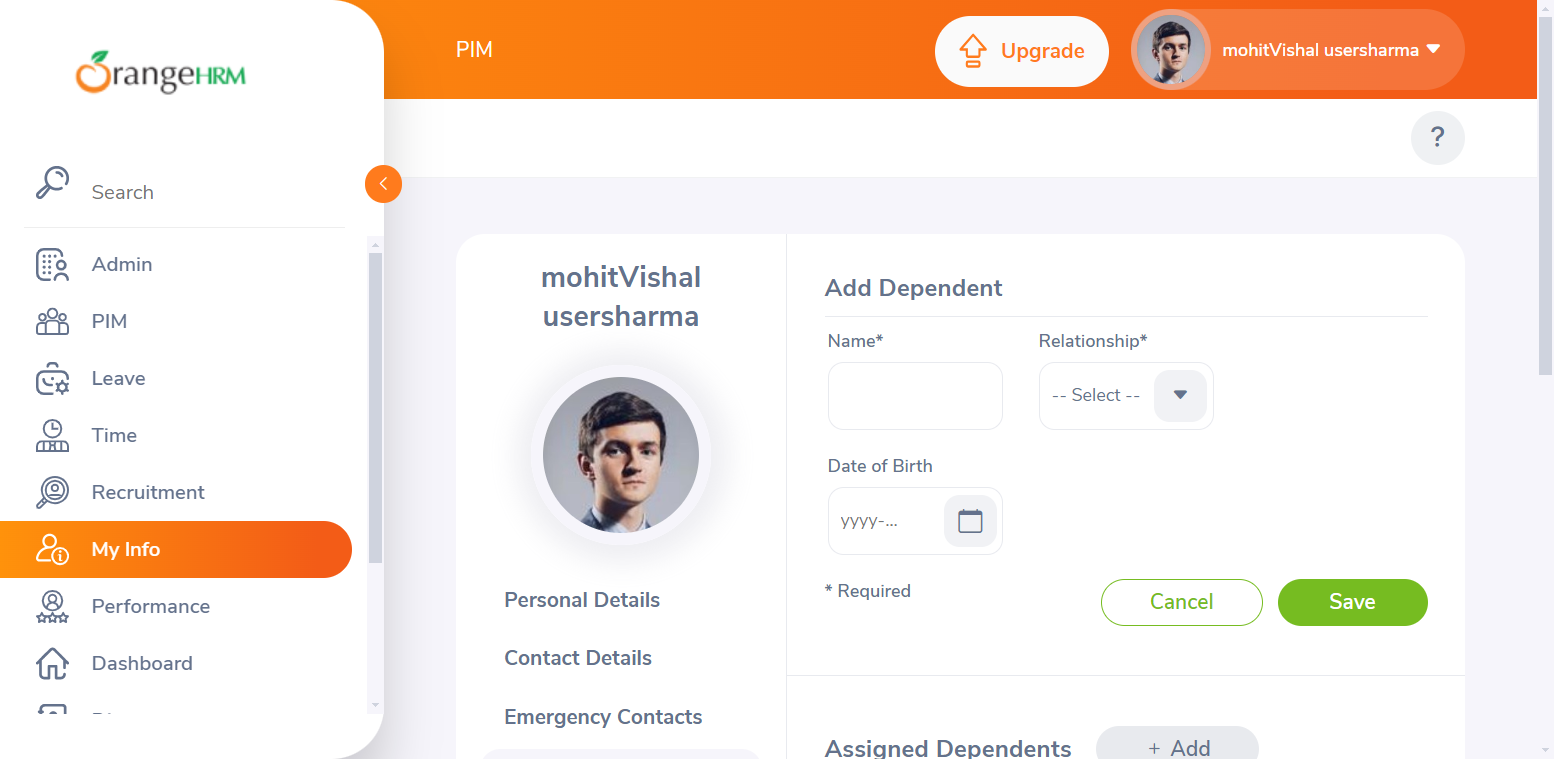 OrangeHRM
Search
Admin
PIM
Leave
Time
Recruitment
My Info
Performance
Dashboard
PIM
Upgrade
mohitVishal usersharma
?
mohitVishal
usersharma
Personal Details
Contact Details
Emergency Contacts
Add Dependent
Name*
Relationship*
-- Select --
Date of Birth
yyyy-...
* Required
Cancel
Save
Assigned Dependents
+ Add